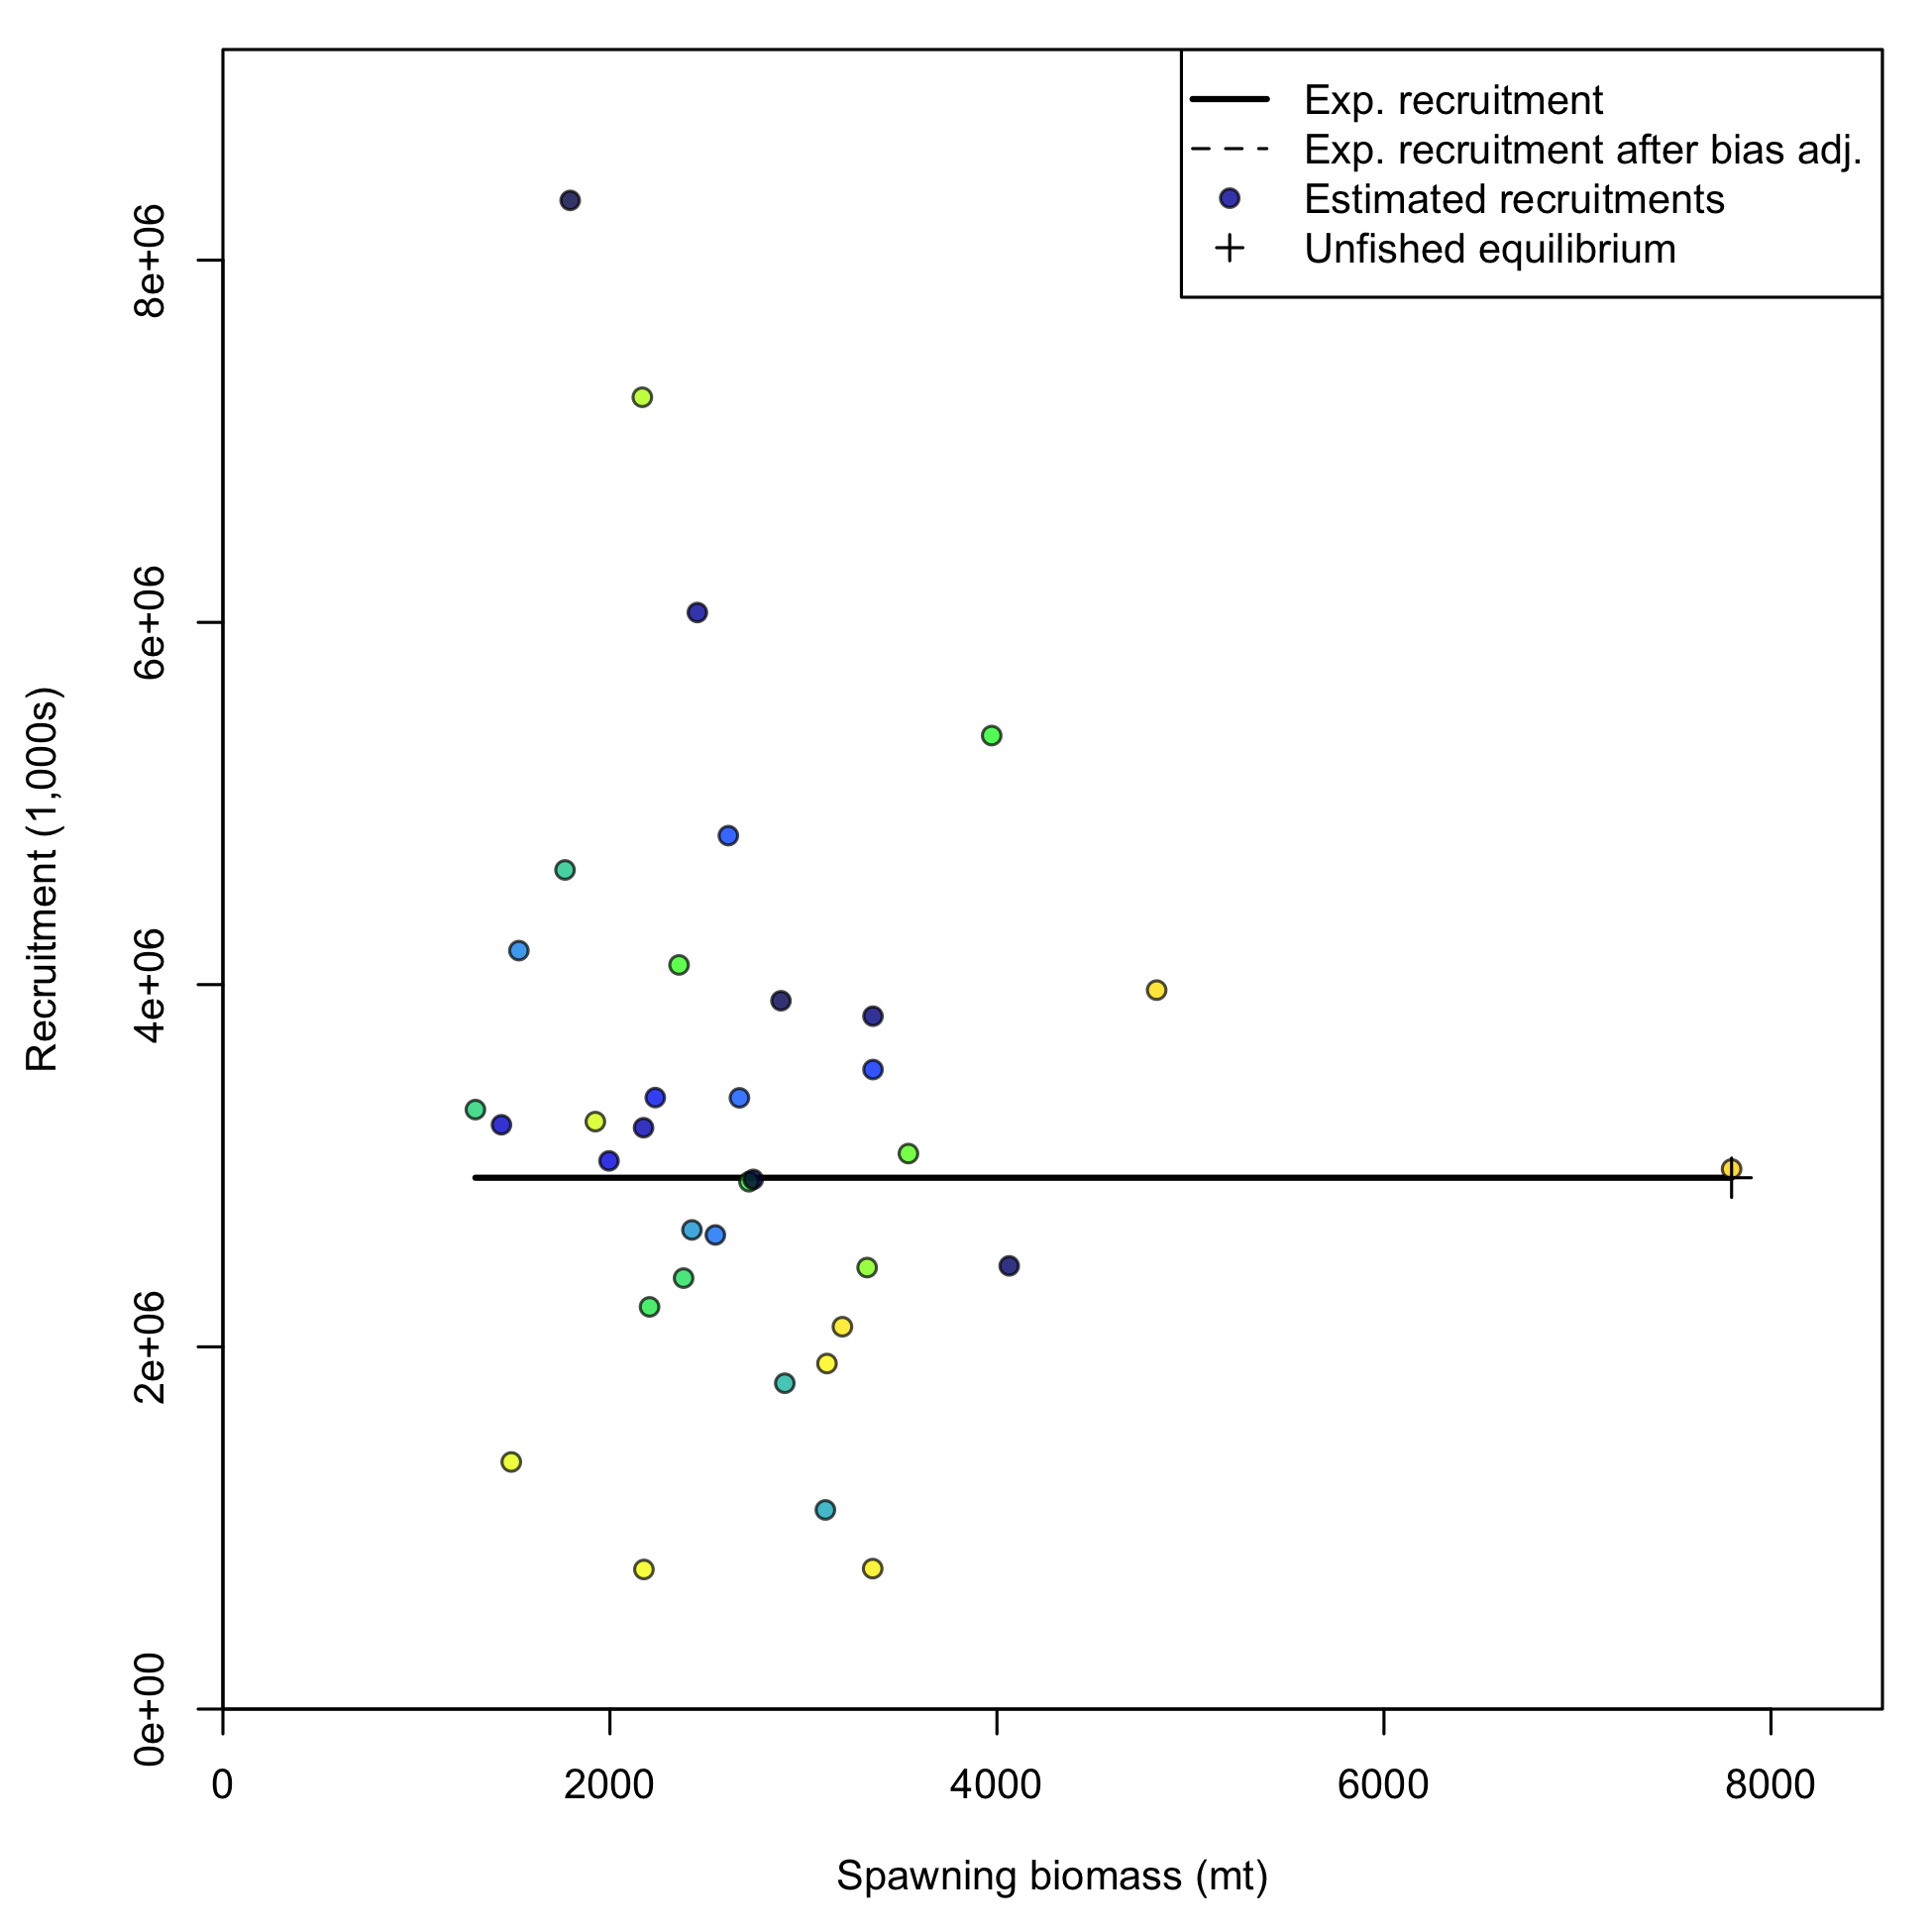 Exp. recruitment
Exp. recruitment after bias adj.
Estimated recruitments
Unfished equilibrium
Recruitment (1,000s)
8e+06
6e+06
4e+06
2e+06
0e+00
0 2000 4000 6000 8000
Spawning biomass (mt)